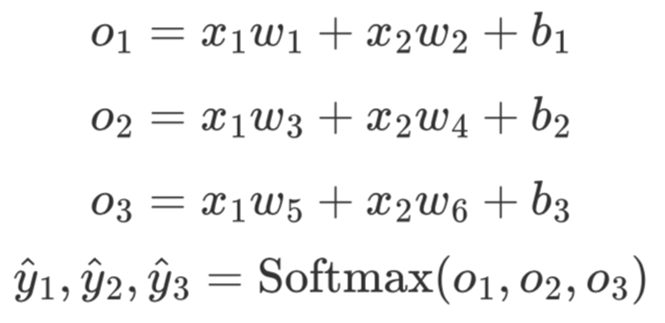 o₁ = x₁w₁ + x₂w₂ + b₁
o₂ = x₁w₃ + x₂w₄ + b₂
o₃ = x₁w₅ + x₂w₆ + b₃
ŷ₁, ŷ₂, ŷ₃ = Softmax(o₁, o₂, o₃)